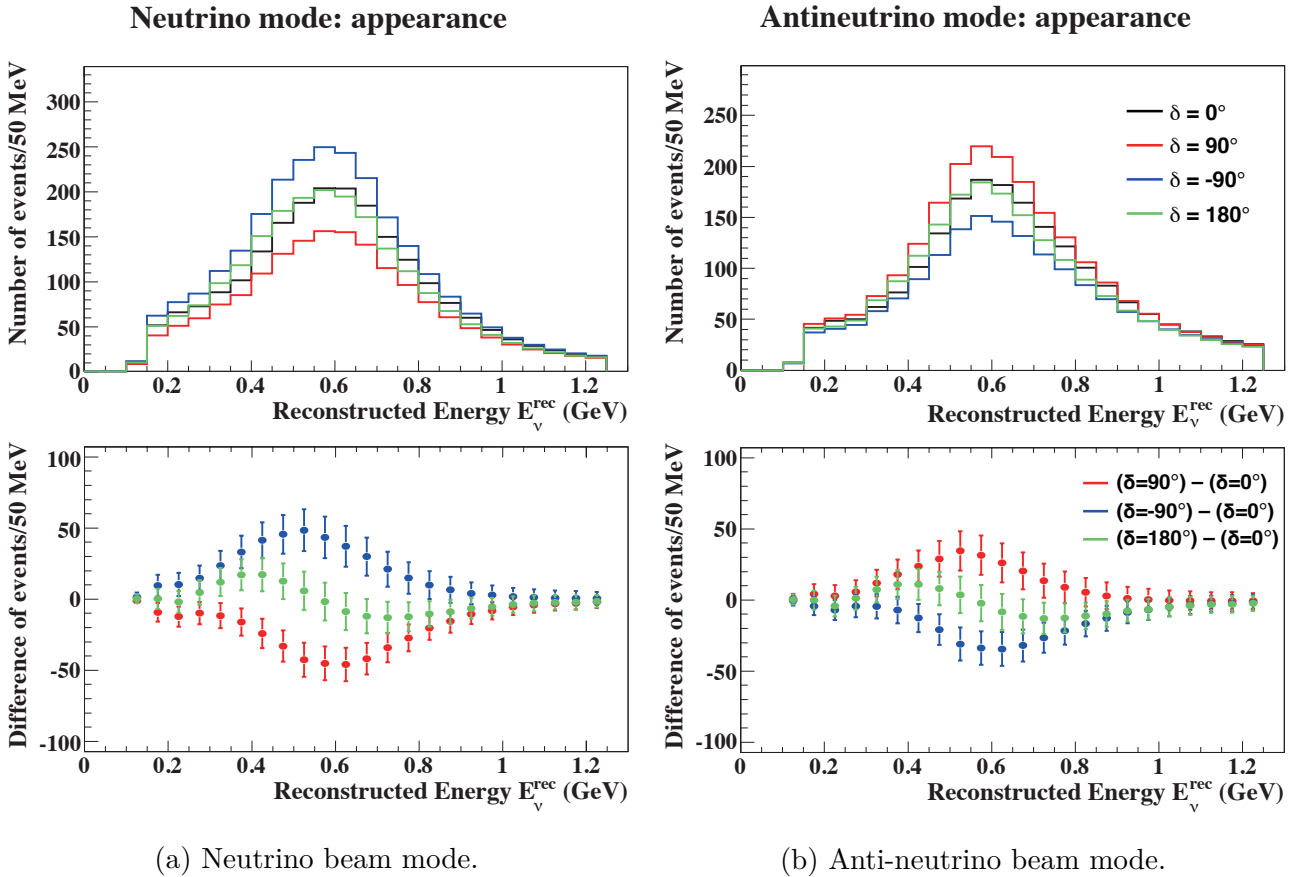 Neutrino mode: appearance
Number of events/50 MeV
300
250
200
150
100
50
0
0 0.2 0.4 0.6 0.8 1 1.2
Reconstructed Energy E_ν^rec (GeV)
Difference of events/50 MeV
100
50
0
-50
-100
0 0.2 0.4 0.6 0.8 1 1.2
Reconstructed Energy E_ν^rec (GeV)
(a) Neutrino beam mode.
Antineutrino mode: appearance
Number of events/50 MeV
250
200
150
100
50
0
δ = 0°
δ = 90°
δ = -90°
δ = 180°
0 0.2 0.4 0.6 0.8 1 1.2
Reconstructed Energy E_ν^rec (GeV)
Difference of events/50 MeV
100
50
0
-50
-100
(δ=90°) − (δ=0°)
(δ=-90°) − (δ=0°)
(δ=180°) − (δ=0°)
0 0.2 0.4 0.6 0.8 1 1.2
Reconstructed Energy E_ν^rec (GeV)
(b) Anti-neutrino beam mode.